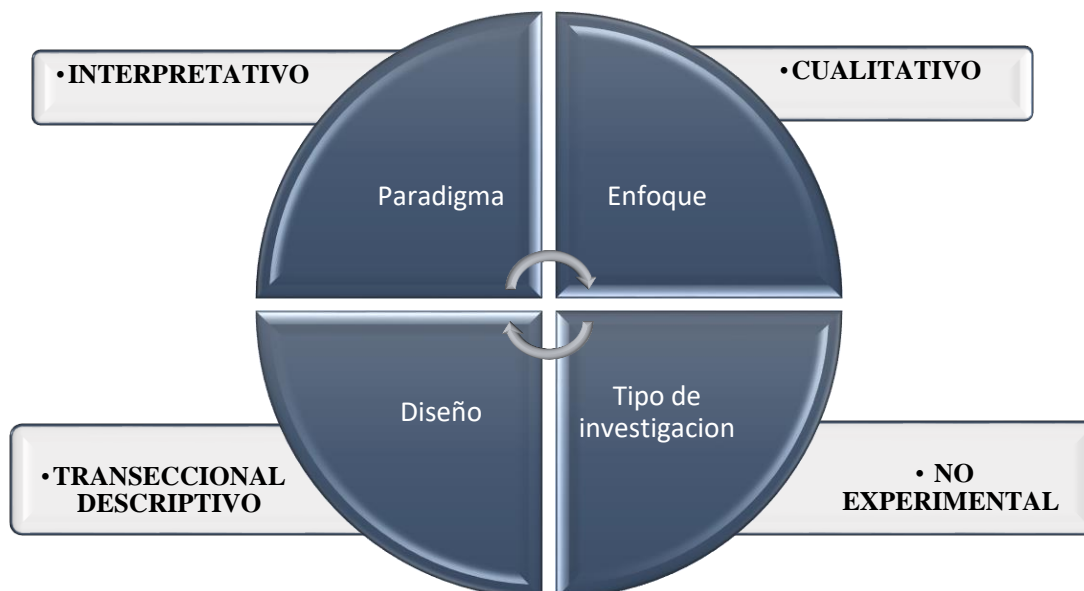 •INTERPRETATIVO
•CUALITATIVO
Paradigma
Enfoque
Diseño
Tipo de
investigacion
•TRANSECCIONAL
DESCRIPTIVO
• NO
EXPERIMENTAL